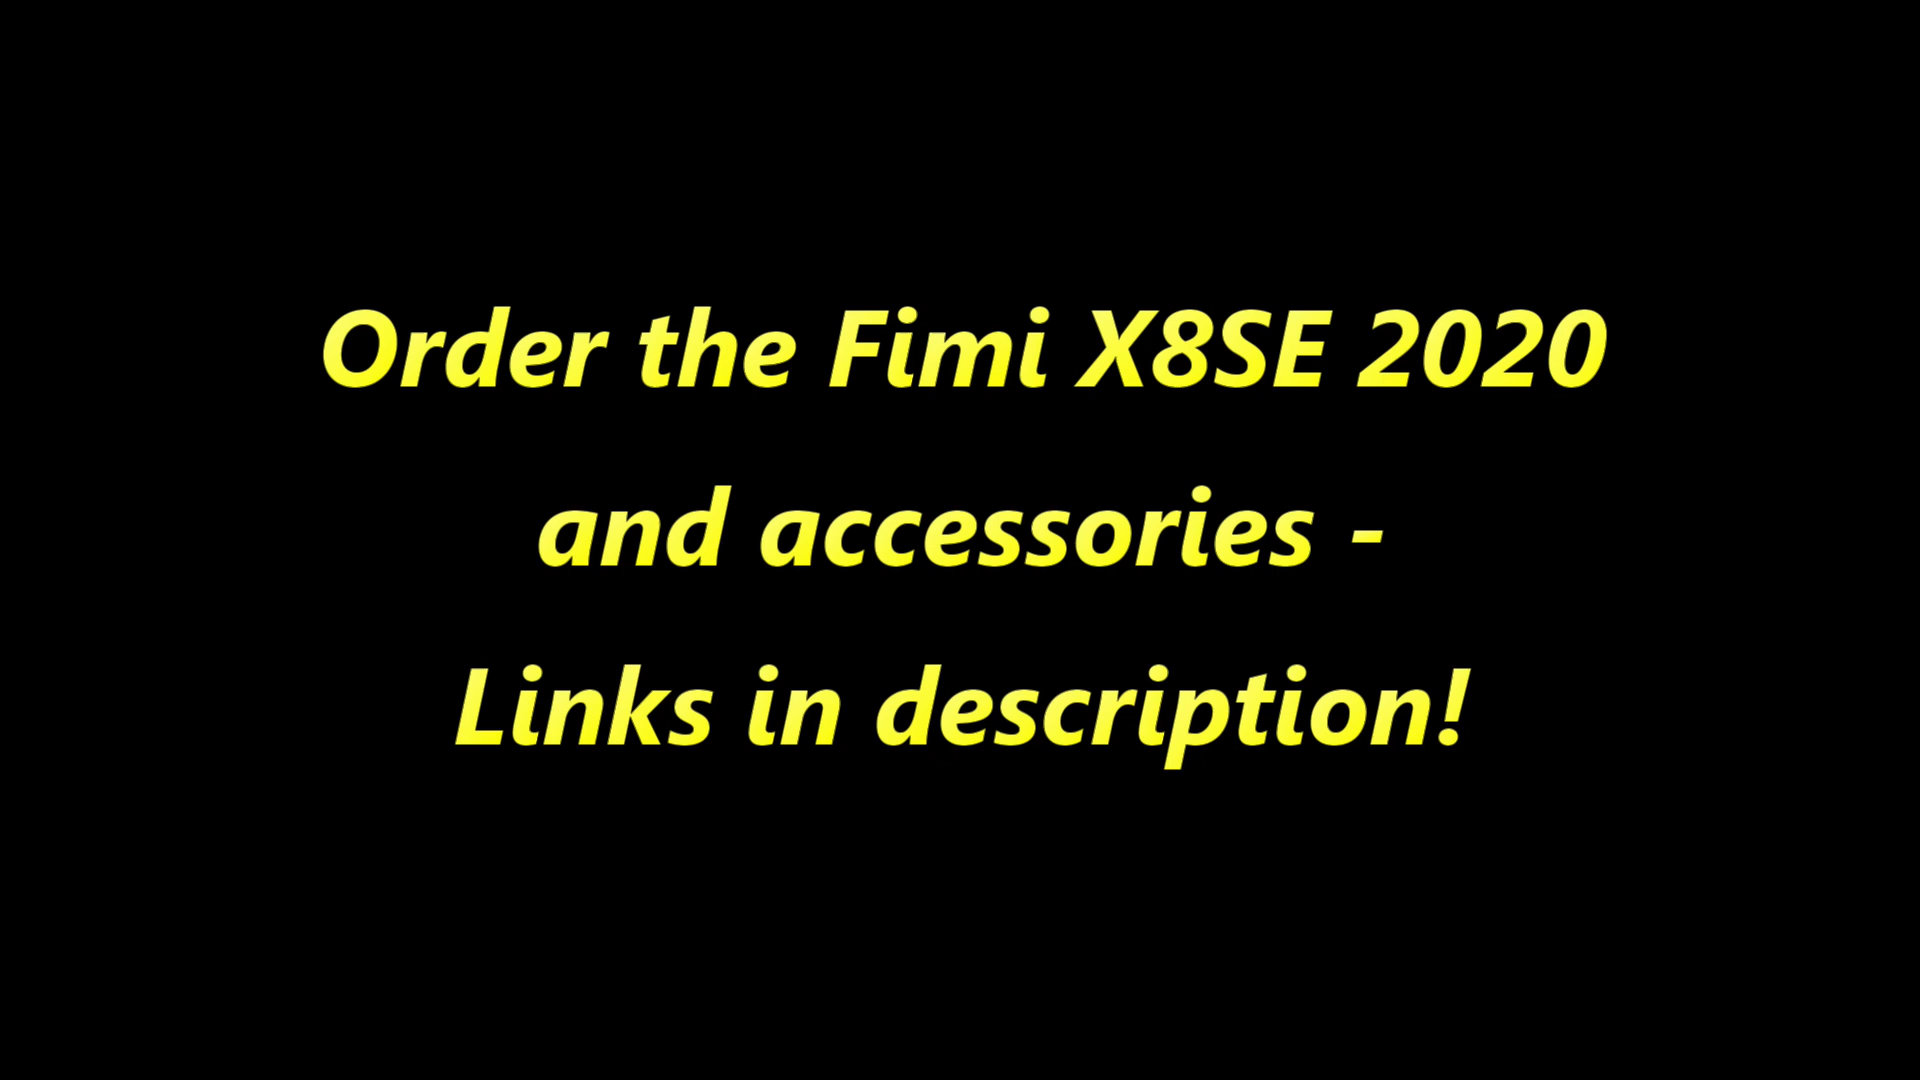 Order the Fimi X8SE 2020
and accessories -
Links in description!